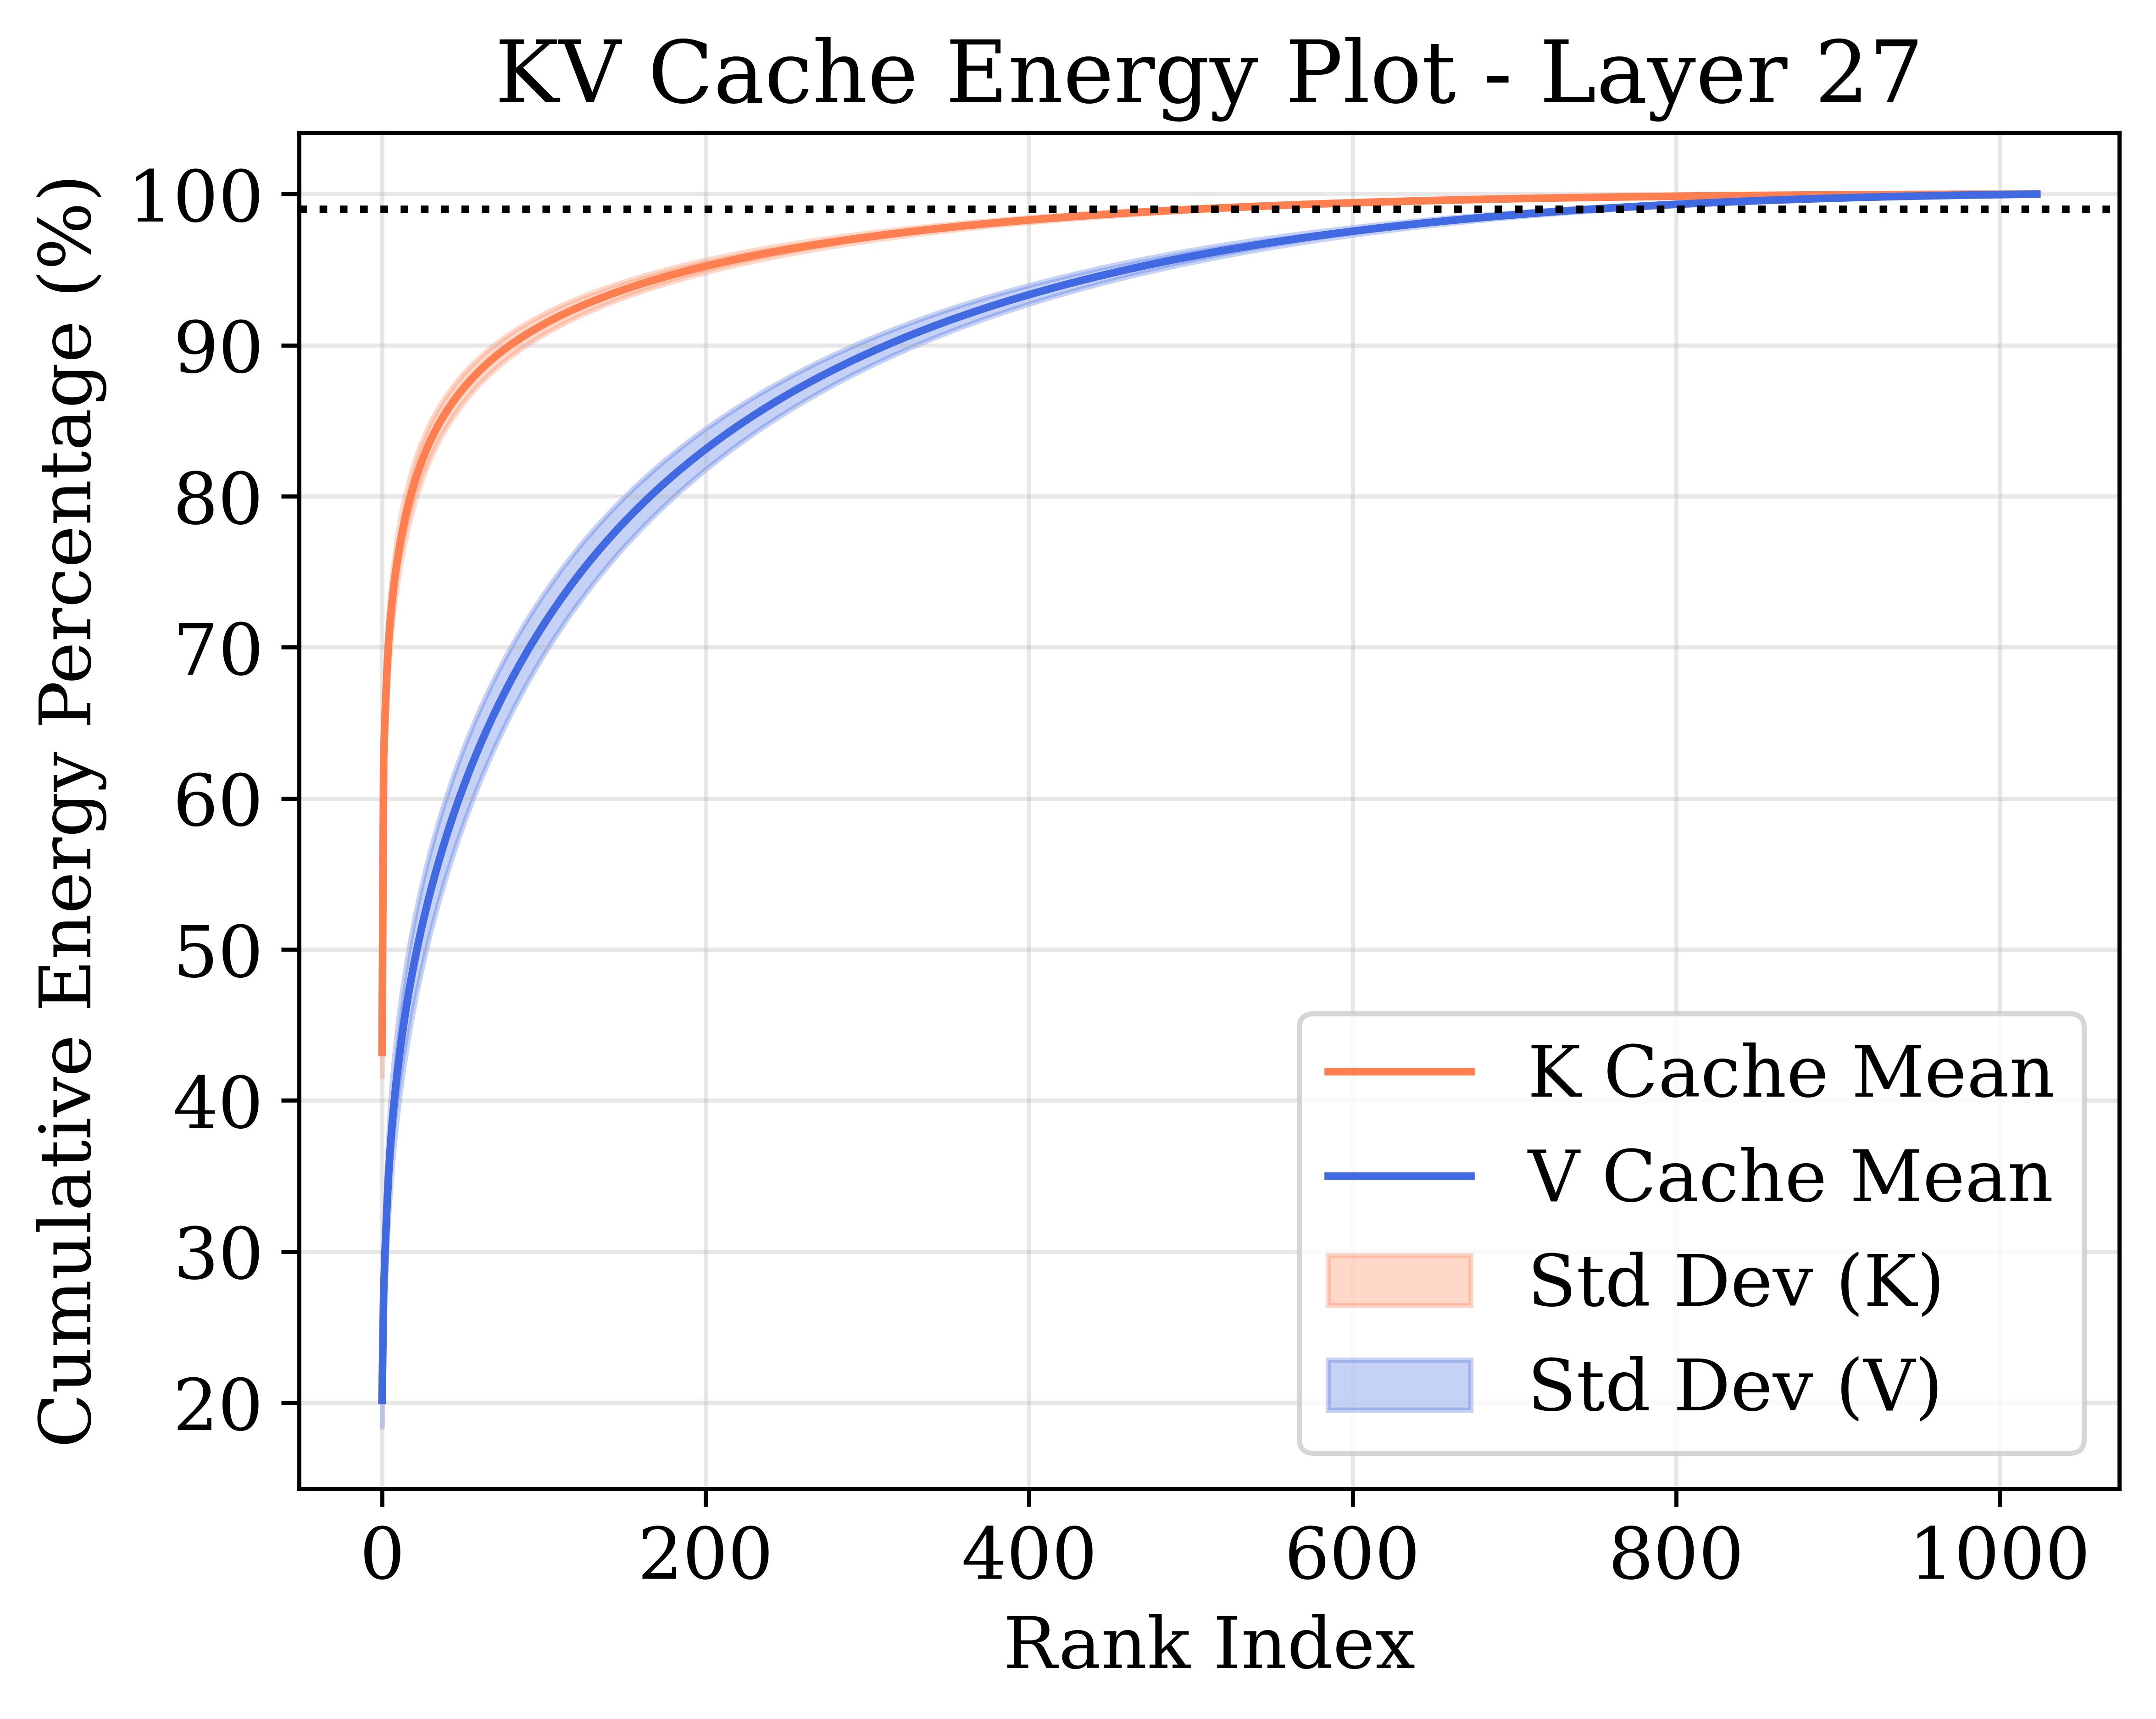 KV Cache Energy Plot - Layer 27
Cumulative Energy Percentage (%)
100
90
80
70
60
50
40
30
20
0
200
400
600
800
1000
Rank Index
K Cache Mean
V Cache Mean
Std Dev (K)
Std Dev (V)